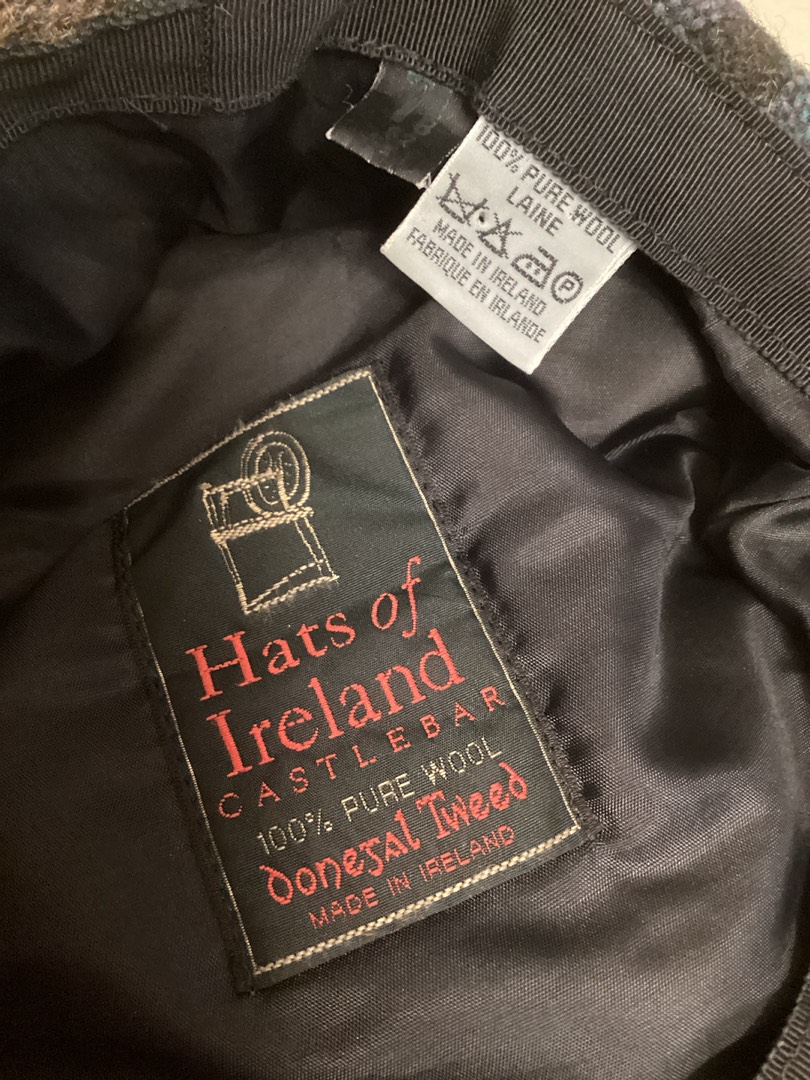 100% PURE WOOL
LAINE
P
MADE IN IRELAND
FABRIQUE EN IRLANDE
Hats of
Ireland
CASTLEBAR
100% PURE WOOL
Donegal Tweed
MADE IN IRELAND